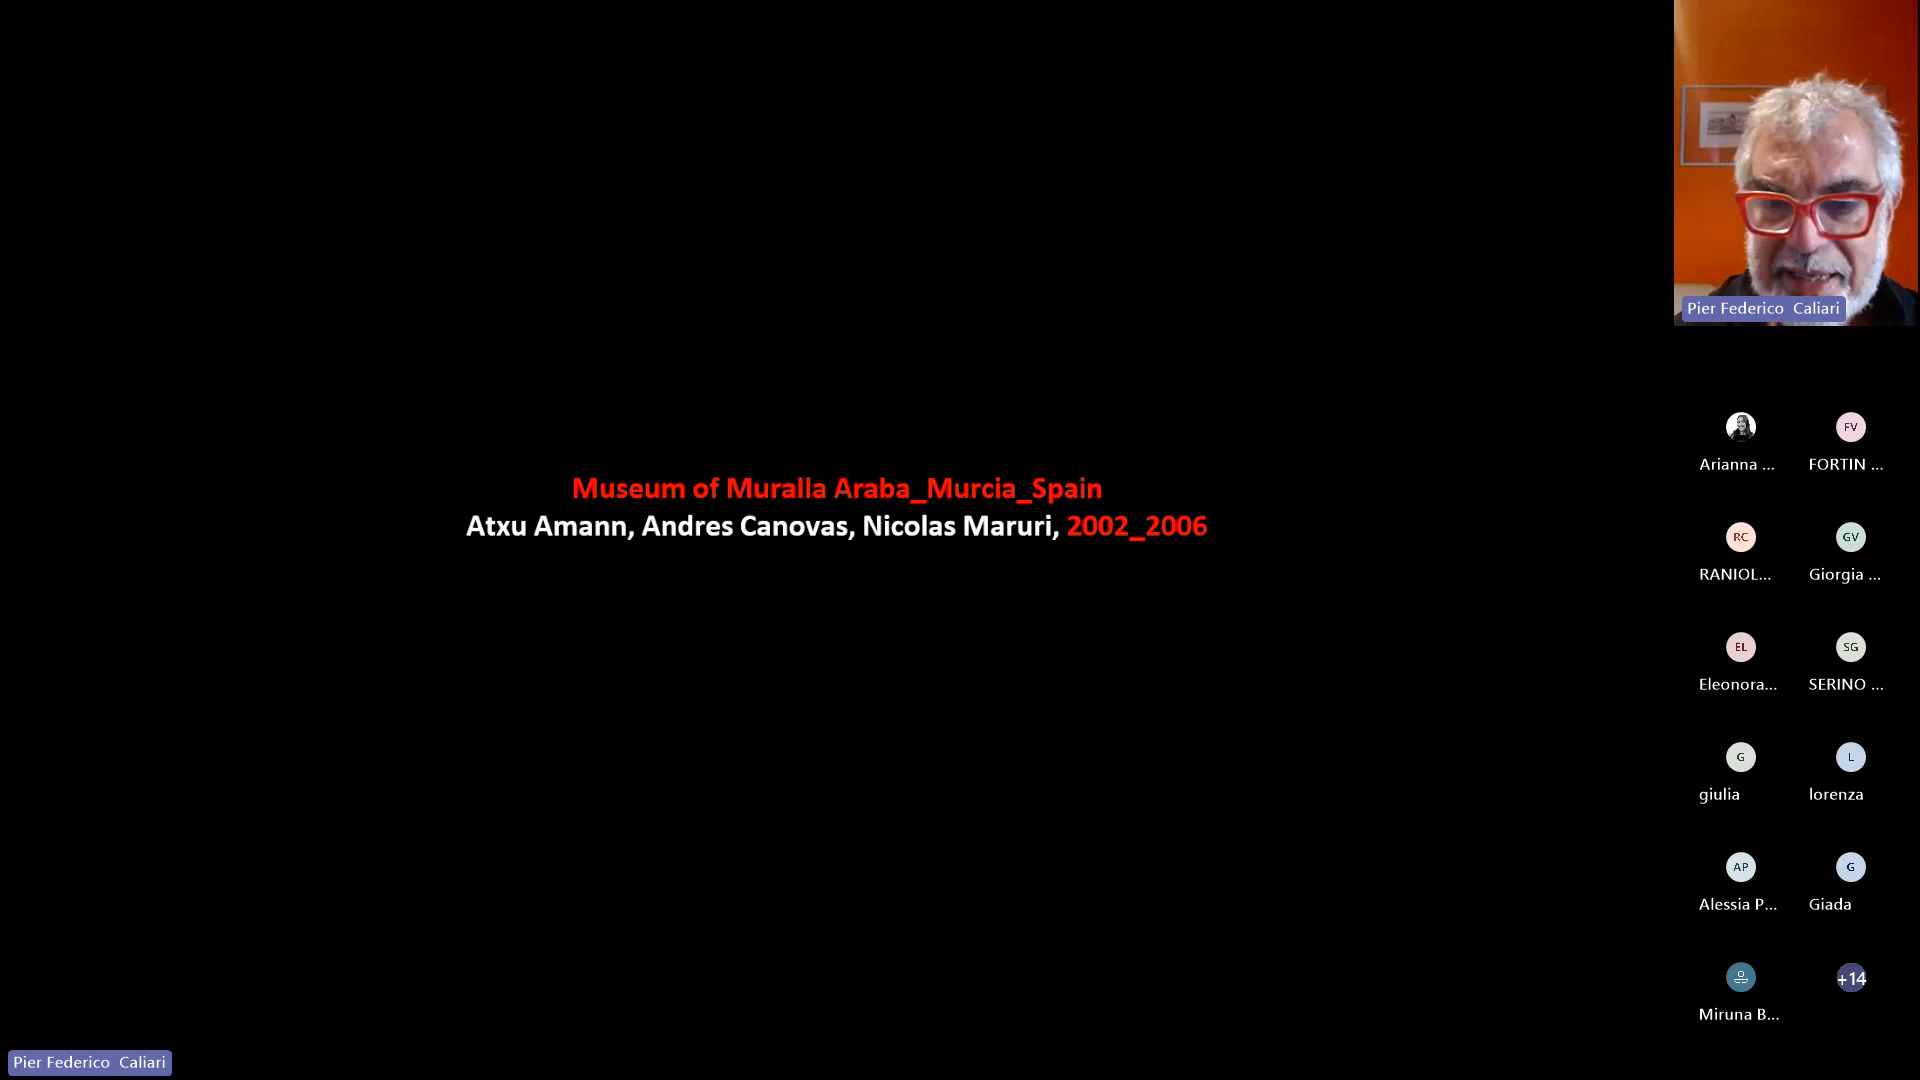 Museum of Muralla Araba_Murcia_Spain
Atxu Amann, Andres Canovas, Nicolas Maruri, 2002_2006
Pier Federico Caliari
Arianna ...
FORTIN ...
FV
RANIOL...
RC
Giorgia ...
GV
Eleonora...
EL
SERINO ...
SG
giulia
G
lorenza
L
Alessia P...
AP
Giada
G
Miruna B...
+14
Pier Federico Caliari